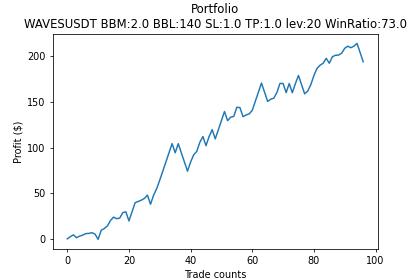 Portfolio
WAVESUSDT BBM:2.0 BBL:140 SL:1.0 TP:1.0 lev:20 WinRatio:73.0
200
150
100
50
0
Profit ($)
0 20 40 60 80 100
Trade counts